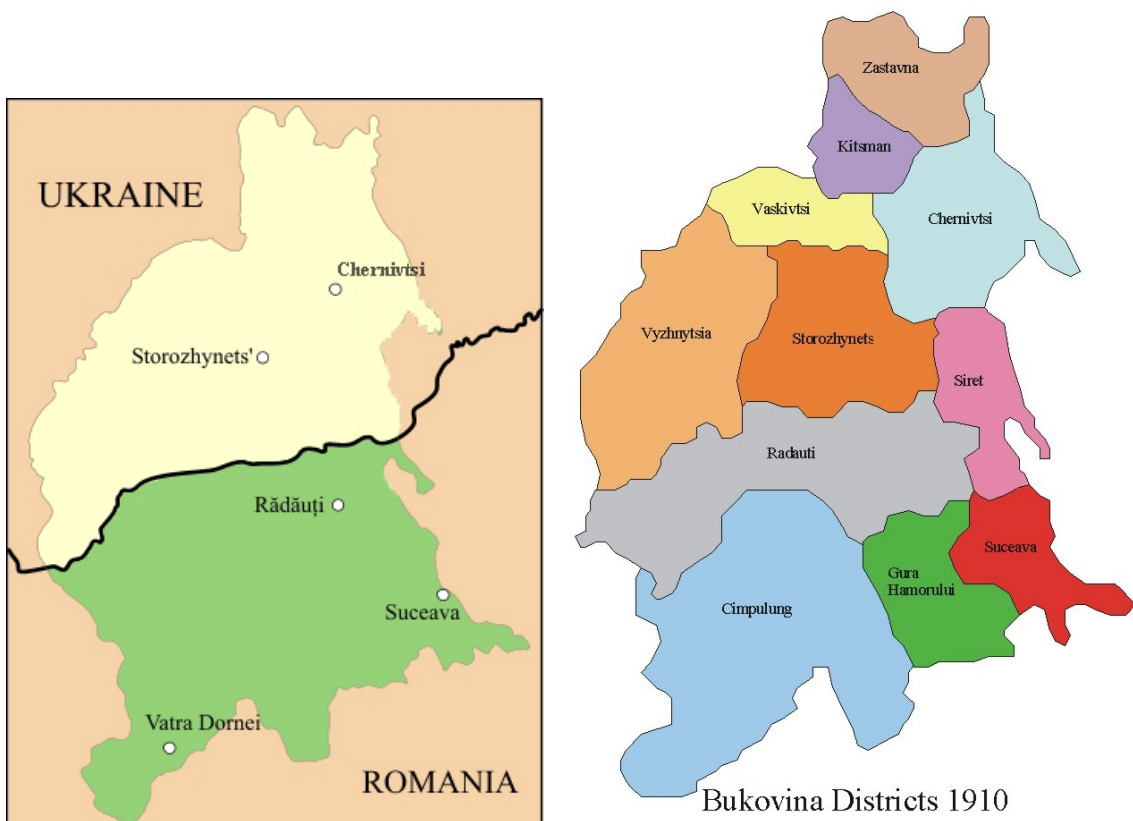 UKRAINE
Chernivtsi
Storozhynets'
Rădăuți
Suceava
Vatra Dornei
ROMANIA
Zastavna
Kitsman
Vaskivtsi
Chernivtsi
Vyzhnytsia
Storozhynets
Siret
Radauti
Suceava
Gura
Hamorului
Cimpulung
Bukovina Districts 1910